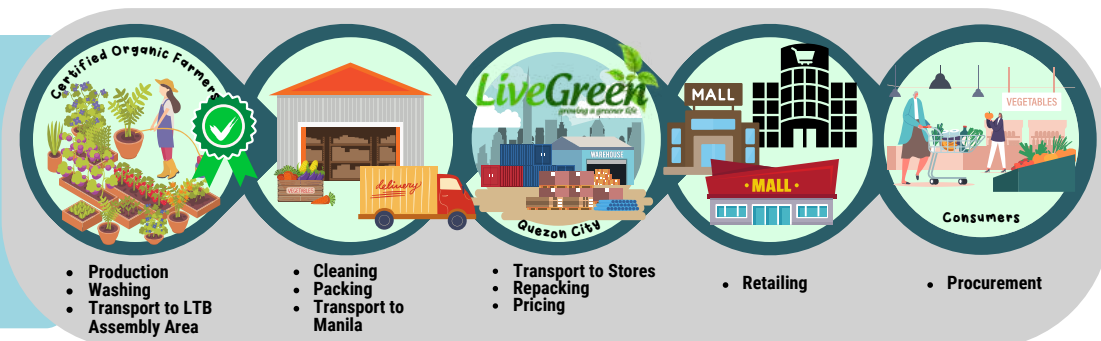 Certified Organic Farmers
VEGETABLES
delivery
LiveGreen
growing a greener life
WAREHOUSE
Quezon City
MALL
MALL
VEGETABLES
Consumers
Production
Washing
Transport to LTB
Assembly Area
Cleaning
Packing
Transport to
Manila
Transport to Stores
Repacking
Pricing
Retailing
Procurement